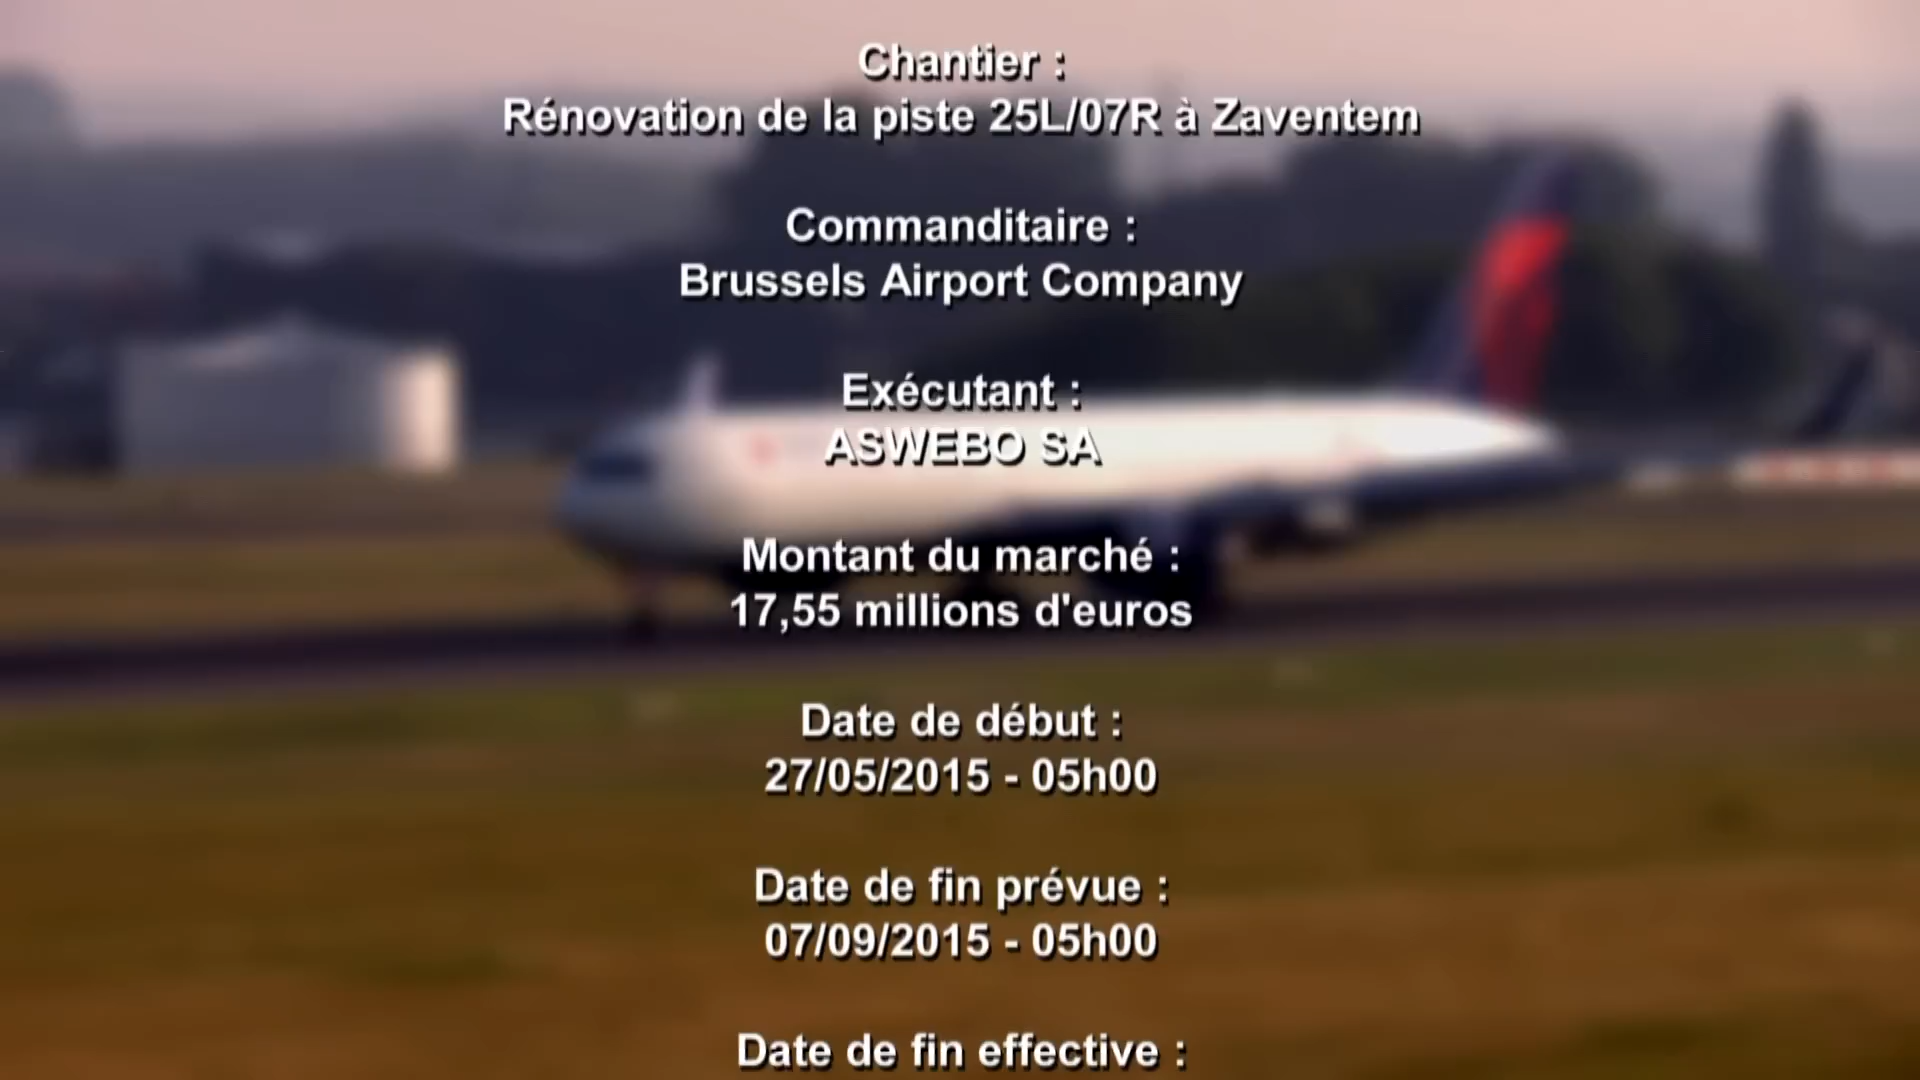 Chantier :
Rénovation de la piste 25L/07R à Zaventem
Commanditaire :
Brussels Airport Company
Exécutant :
ASWEBO SA
Montant du marché :
17,55 millions d'euros
Date de début :
27/05/2015 - 05h00
Date de fin prévue :
07/09/2015 - 05h00
Date de fin effective :